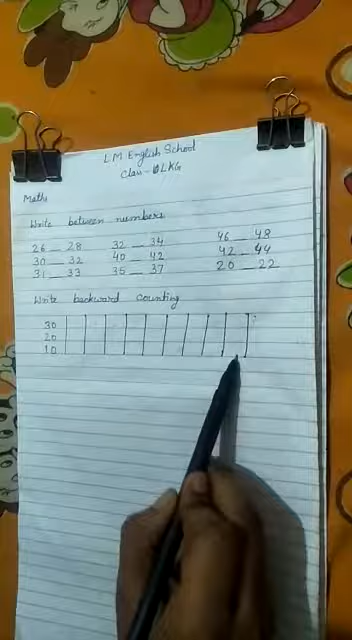 LM English School
Class - LKG
Maths
Write between numbers
26 __ 28 32 __ 34 46 __ 48
30 __ 32 40 __ 42 42 __ 44
31 __ 33 35 __ 37 20 __ 22
Write backward counting
30
20
10